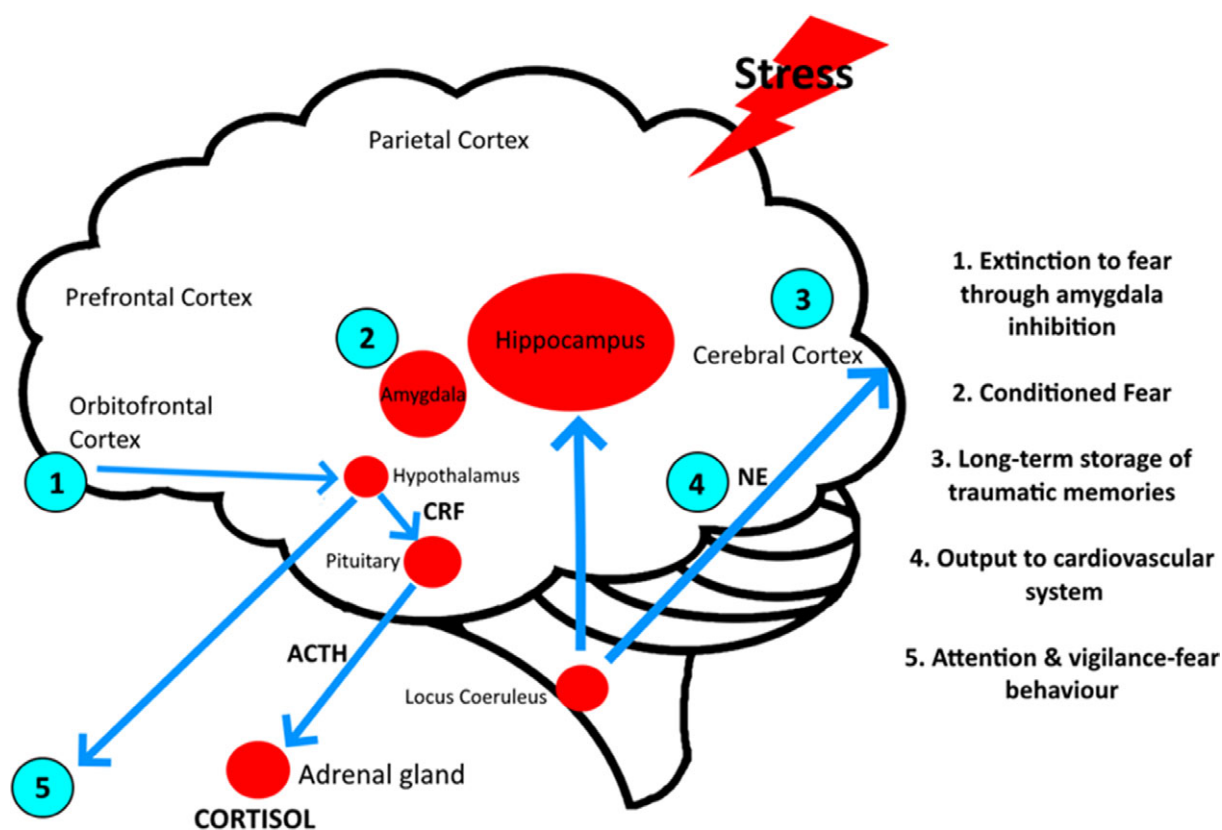 Stress
Parietal Cortex
Prefrontal Cortex
3
2
Hippocampus
Cerebral Cortex
Amygdala
Orbitofrontal
Cortex
1
Hypothalamus
4
NE
CRF
Pituitary
ACTH
Locus Coeruleus
5
Adrenal gland
CORTISOL
1. Extinction to fear
through amygdala
inhibition
2. Conditioned Fear
3. Long-term storage of
traumatic memories
4. Output to cardiovascular
system
5. Attention & vigilance-fear
behaviour